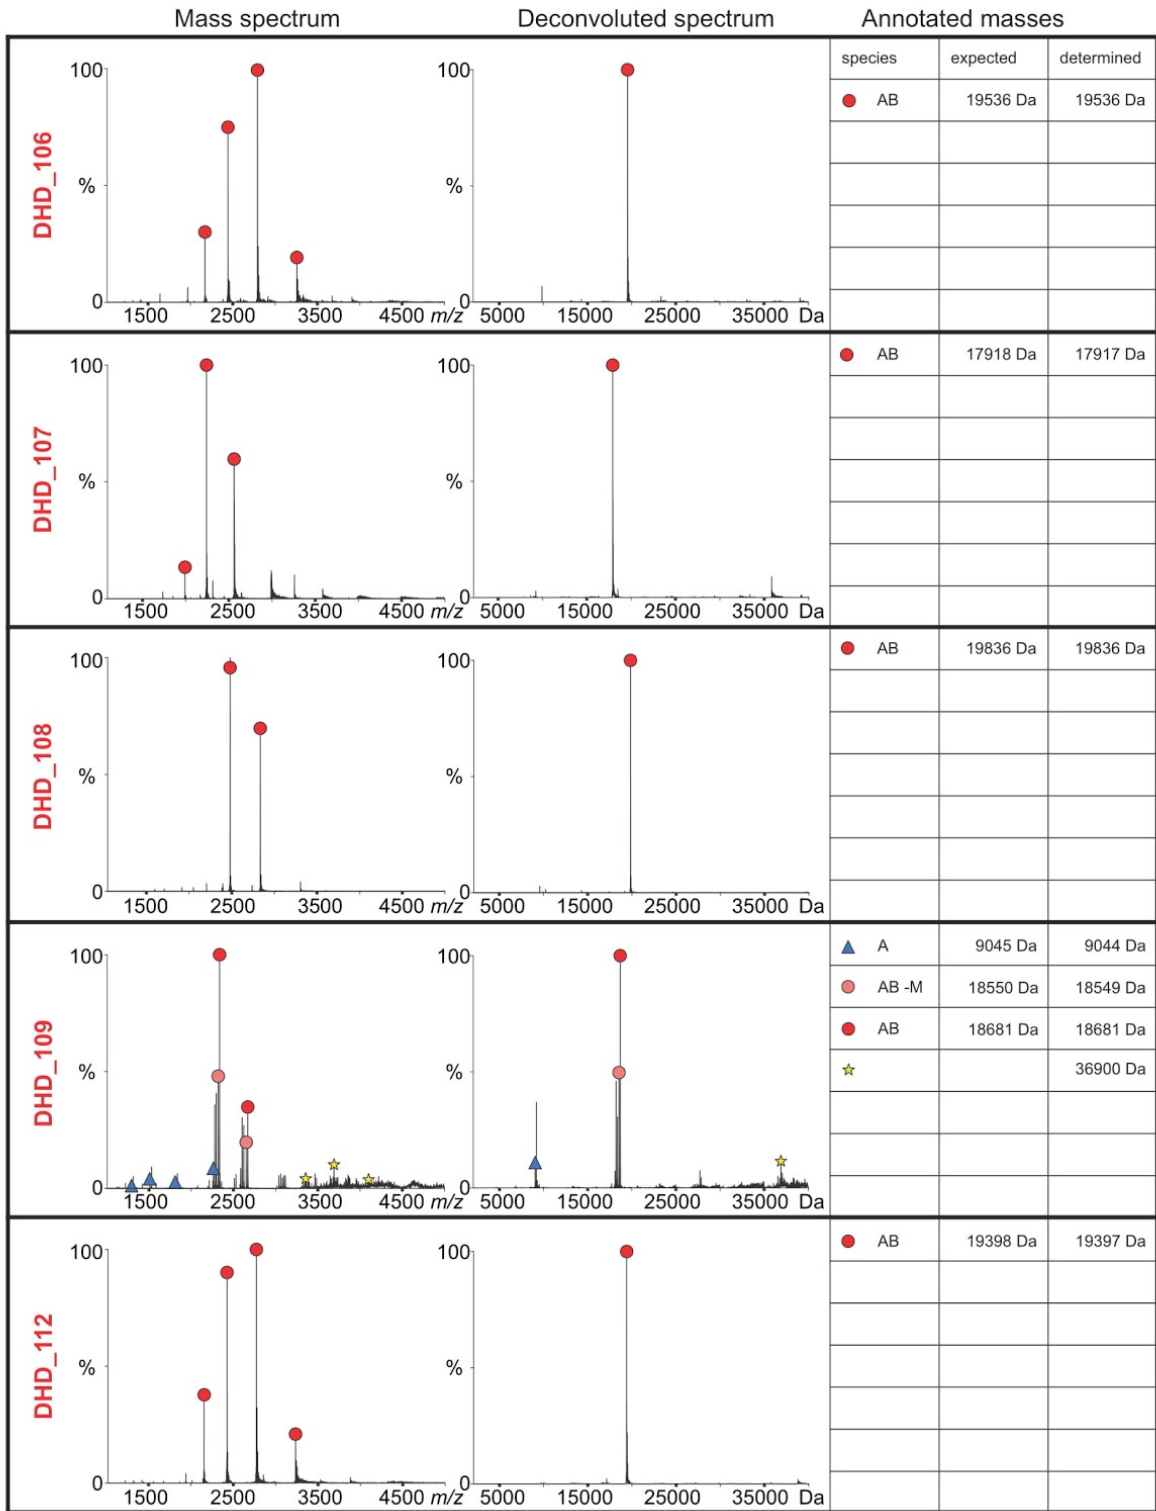 Mass spectrum Deconvoluted spectrum Annotated masses
species expected determined
AB 19536 Da 19536 Da
DHD_106
100 100
% %
0 0
1500 2500 3500 4500 m/z 5000 15000 25000 35000 Da
AB 17918 Da 17917 Da
DHD_107
100 100
% %
0 0
1500 2500 3500 4500 m/z 5000 15000 25000 35000 Da
AB 19836 Da 19836 Da
DHD_108
100 100
% %
0 0
1500 2500 3500 4500 m/z 5000 15000 25000 35000 Da
A 9045 Da 9044 Da
AB -M 18550 Da 18549 Da
AB 18681 Da 18681 Da
36900 Da
DHD_109
100 100
% %
0 0
1500 2500 3500 4500 m/z 5000 15000 25000 35000 Da
AB 19398 Da 19397 Da
DHD_112
100 100
% %
0 0
1500 2500 3500 4500 m/z 5000 15000 25000 35000 Da